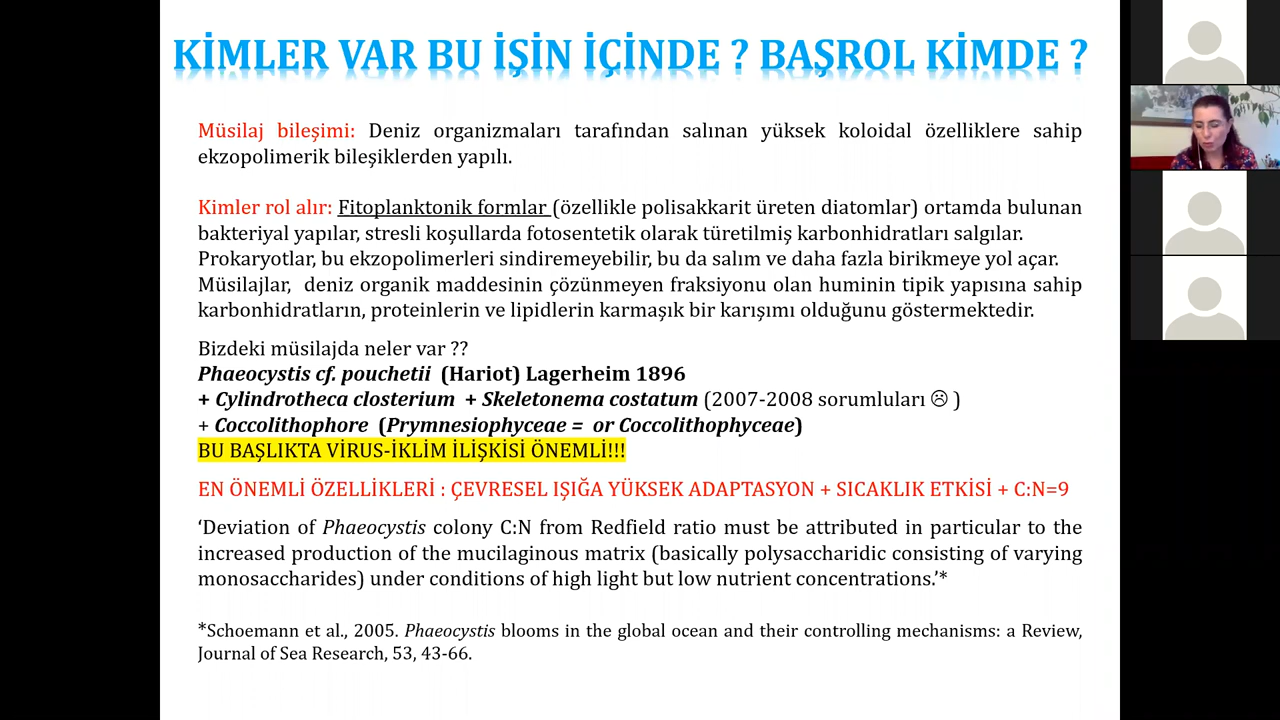 KİMLER VAR BU İŞİN İÇİNDE ? BAŞROL KİMDE ?
Müsilaj bileşimi: Deniz organizmaları tarafından salınan yüksek koloidal özelliklere sahip
ekzopolimerik bileşiklerden yapılı.
Kimler rol alır: Fitoplanktonik formlar (özellikle polisakkarit üreten diatomlar) ortamda bulunan
bakteriyal yapılar, stresli koşullarda fotosentetik olarak türetilmiş karbonhidratları salgılar.
Prokaryotlar, bu ekzopolimerleri sindiremeyebilir, bu da salım ve daha fazla birikmeye yol açar.
Müsilajlar, deniz organik maddesinin çözünmeyen fraksiyonu olan huminin tipik yapısına sahip
karbonhidratların, proteinlerin ve lipidlerin karmaşık bir karışımı olduğunu göstermektedir.
Bizdeki müsilajda neler var ??
Phaeocystis cf. pouchetii (Hariot) Lagerheim 1896
+ Cylindrotheca closterium + Skeletonema costatum (2007-2008 sorumluları ☹ )
+ Coccolithophore (Prymnesiophyceae = or Coccolithophyceae)
BU BAŞLIKTA VİRUS-İKLİM İLİŞKİSİ ÖNEMLİ!!!
EN ÖNEMLİ ÖZELLİKLERİ : ÇEVRESEL IŞIĞA YÜKSEK ADAPTASYON + SICAKLIK ETKİSİ + C:N=9
‘Deviation of Phaeocystis colony C:N from Redfield ratio must be attributed in particular to the
increased production of the mucilaginous matrix (basically polysaccharidic consisting of varying
monosaccharides) under conditions of high light but low nutrient concentrations.’*
*Schoemann et al., 2005. Phaeocystis blooms in the global ocean and their controlling mechanisms: a Review,
Journal of Sea Research, 53, 43-66.